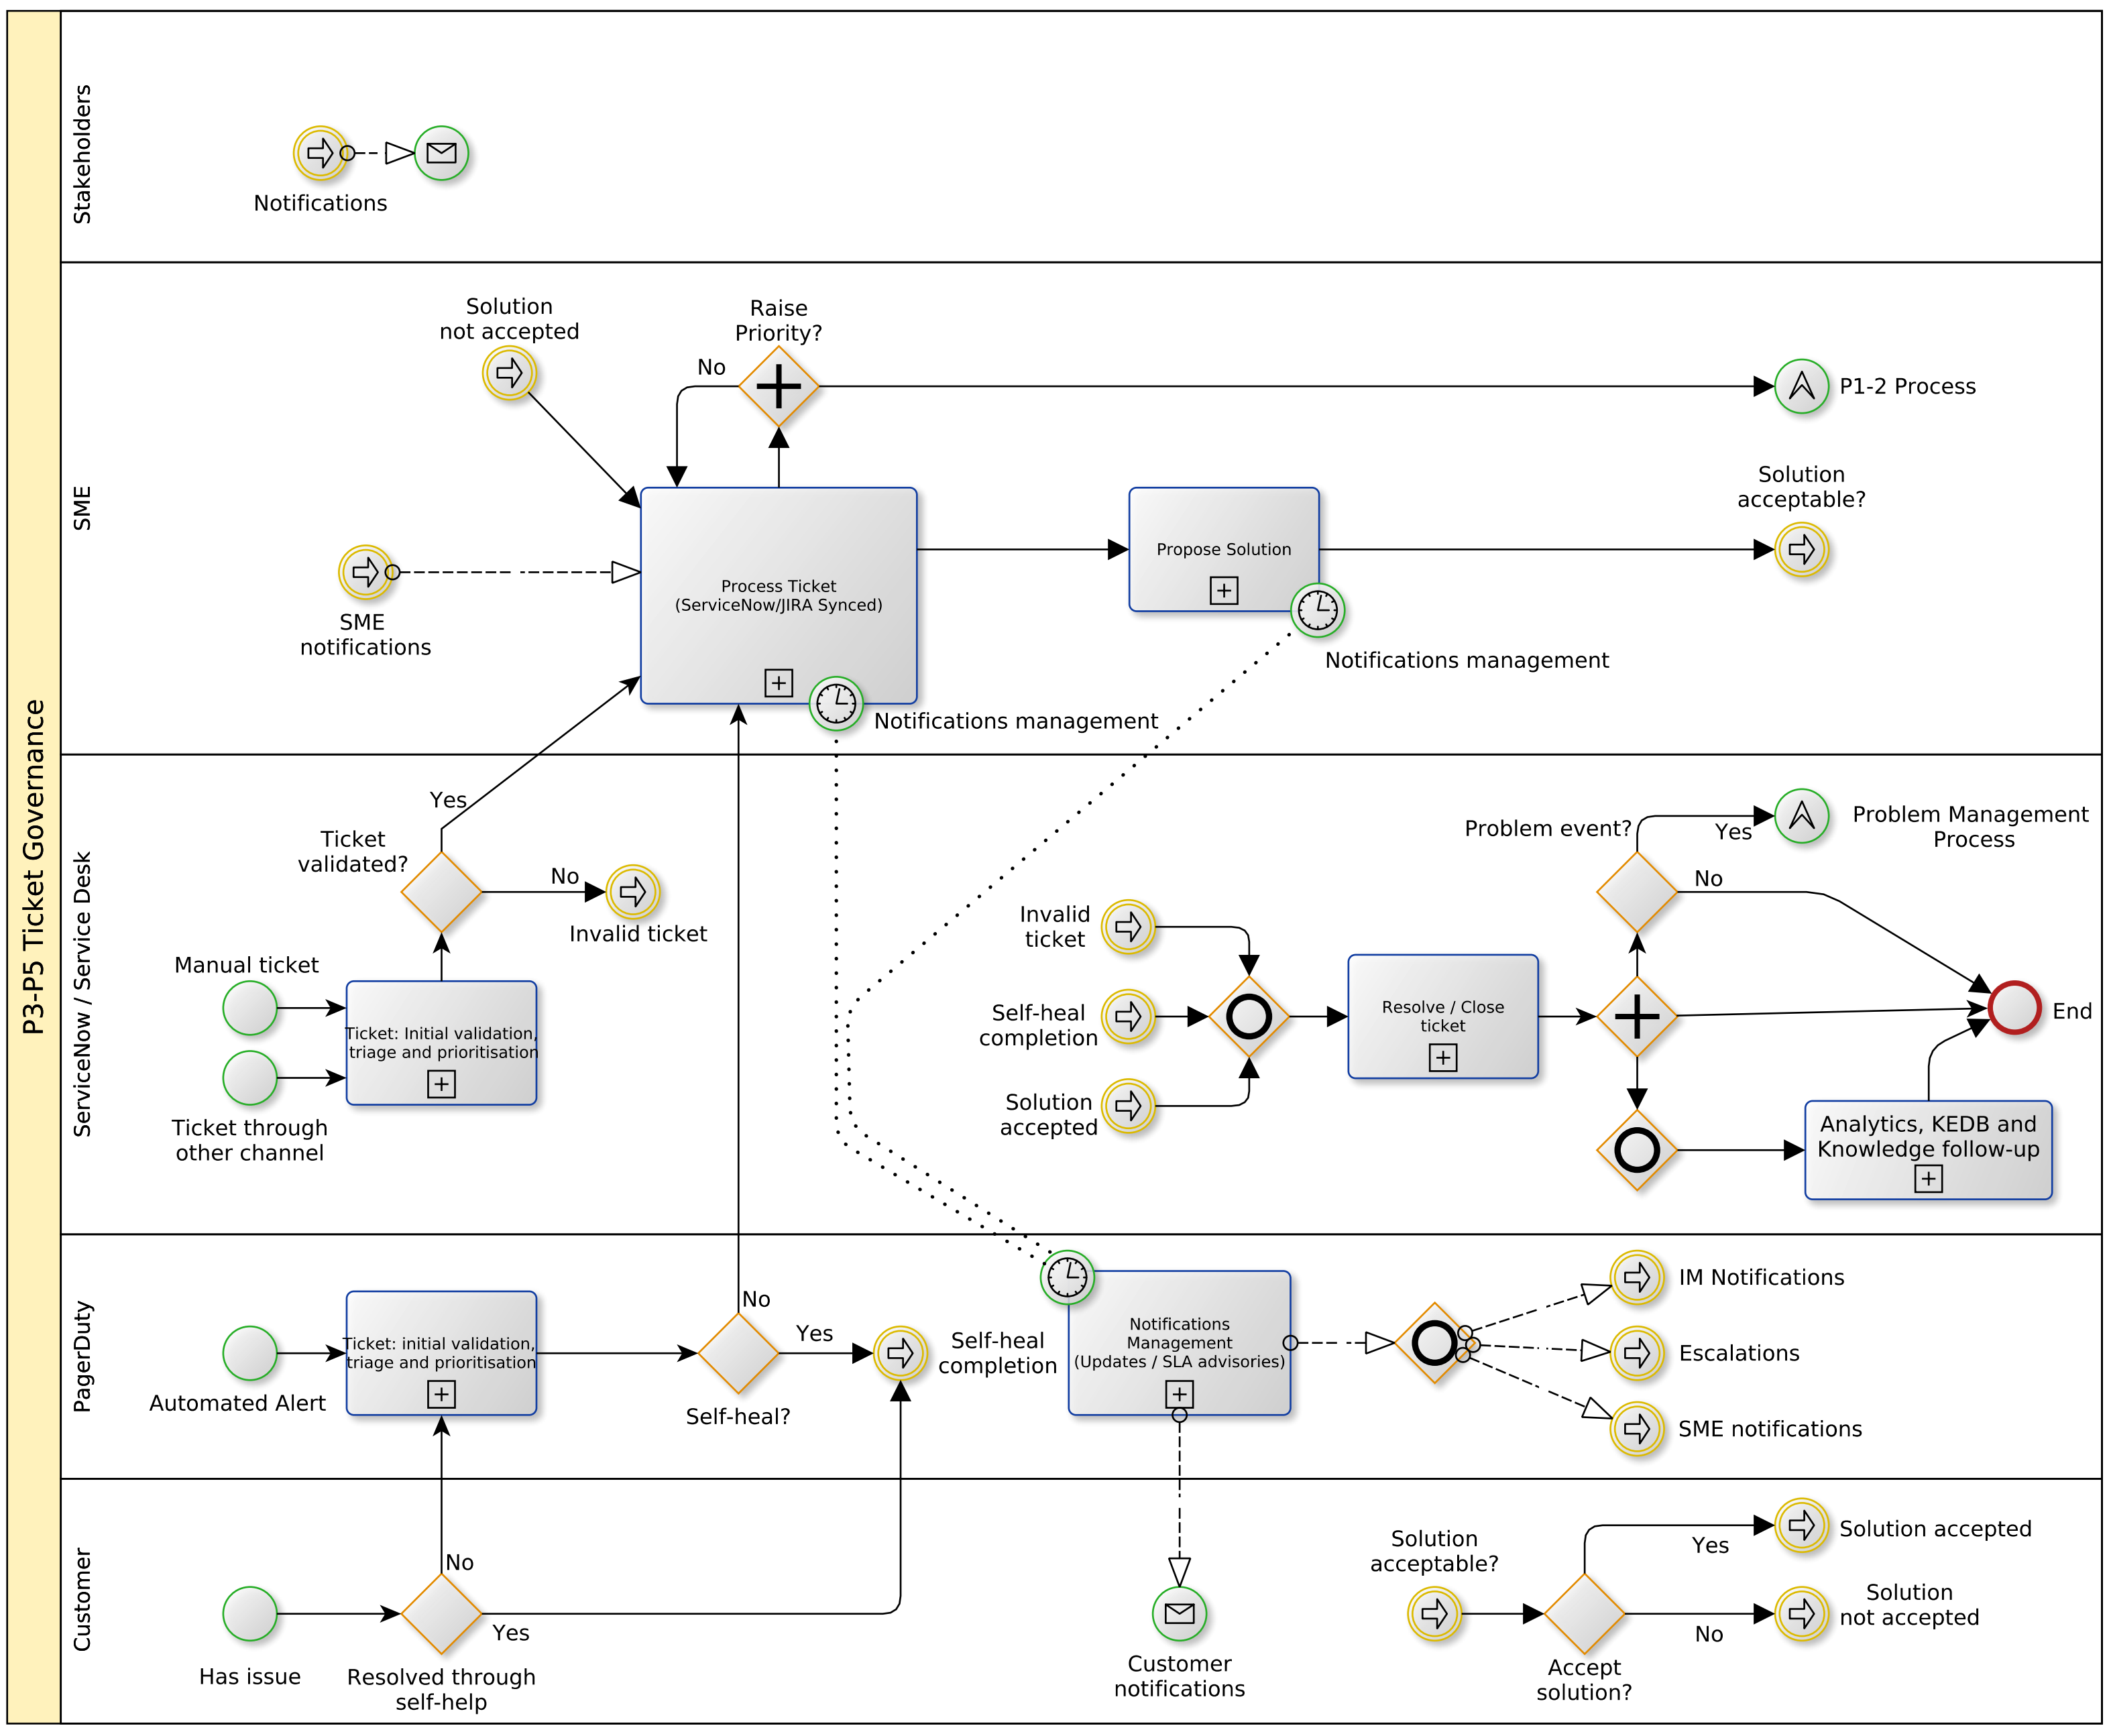 P3-P5 Ticket Governance
Stakeholders
Notifications
SME
Solution
not accepted
Raise
Priority?
No
P1-2 Process
Solution
acceptable?
Propose Solution
Process Ticket
(ServiceNow/JIRA Synced)
SME
notifications
Notifications management
Notifications management
ServiceNow / Service Desk
Yes
Ticket
validated?
No
Invalid ticket
Manual ticket
Ticket: Initial validation,
triage and prioritisation
Ticket through
other channel
Invalid
ticket
Self-heal
completion
Solution
accepted
Resolve / Close
ticket
Problem event?
Yes
Problem Management
Process
No
End
Analytics, KEDB and
Knowledge follow-up
PagerDuty
Automated Alert
Ticket: initial validation,
triage and prioritisation
No
Yes
Self-heal?
Self-heal
completion
Notifications
Management
(Updates / SLA advisories)
IM Notifications
Escalations
SME notifications
Customer
Has issue
No
Yes
Resolved through
self-help
Customer
notifications
Solution
acceptable?
Accept
solution?
Yes
Solution accepted
No
Solution
not accepted